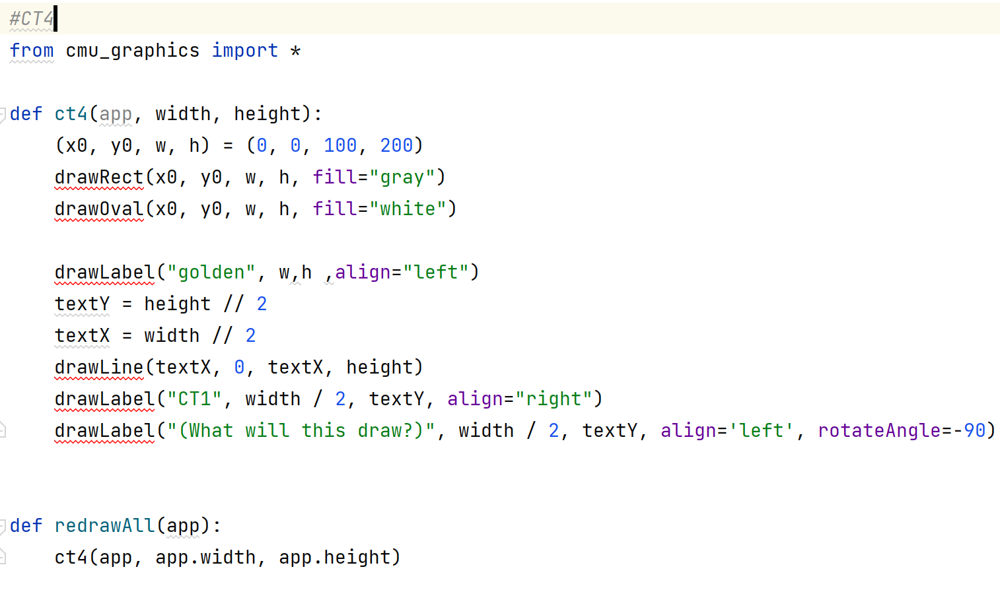 #CT4
from cmu_graphics import *
def ct4(app, width, height):
(x0, y0, w, h) = (0, 0, 100, 200)
drawRect(x0, y0, w, h, fill="gray")
drawOval(x0, y0, w, h, fill="white")
drawLabel("golden", w,h ,align="left")
textY = height // 2
textX = width // 2
drawLine(textX, 0, textX, height)
drawLabel("CT1", width / 2, textY, align="right")
drawLabel("(What will this draw?)", width / 2, textY, align='left', rotateAngle=-90)
def redrawAll(app):
ct4(app, app.width, app.height)